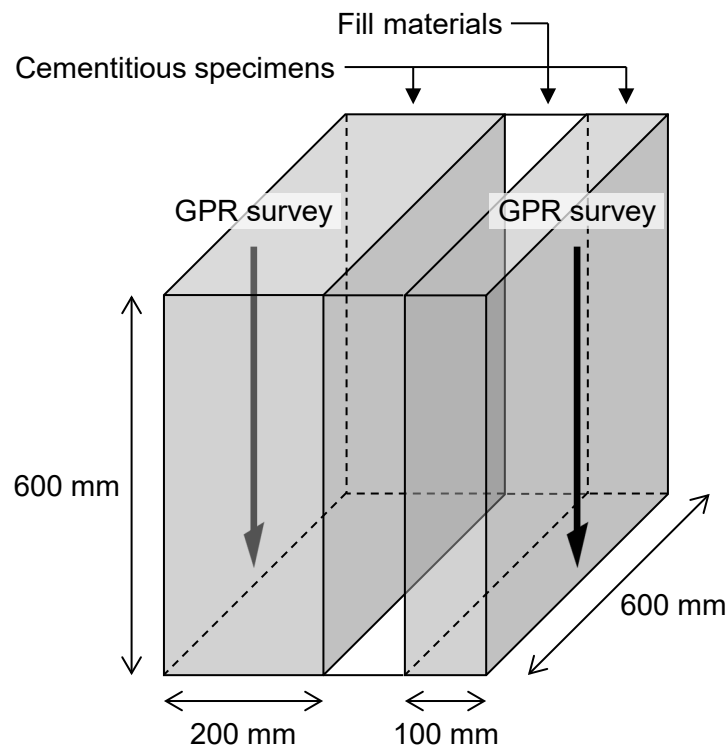 Fill materials
Cementitious specimens
GPR survey
GPR survey
600 mm
600 mm
200 mm
100 mm